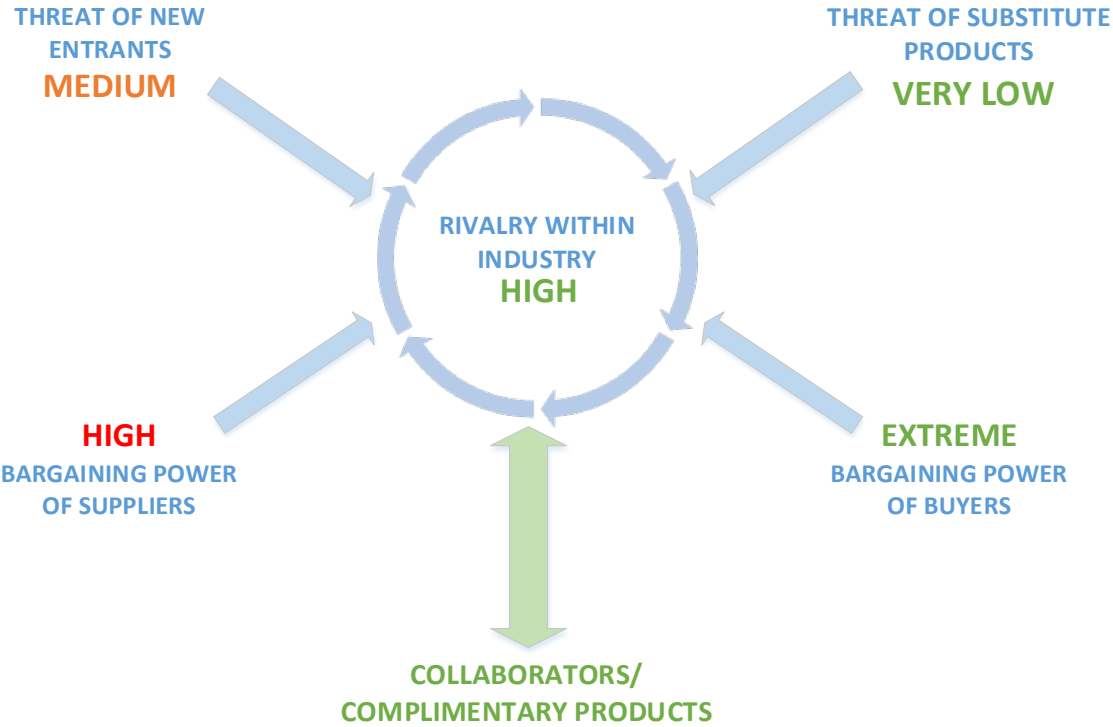 THREAT OF NEW
ENTRANTS
MEDIUM
THREAT OF SUBSTITUTE
PRODUCTS
VERY LOW
RIVALRY WITHIN
INDUSTRY
HIGH
HIGH
BARGAINING POWER
OF SUPPLIERS
EXTREME
BARGAINING POWER
OF BUYERS
COLLABORATORS/
COMPLIMENTARY PRODUCTS